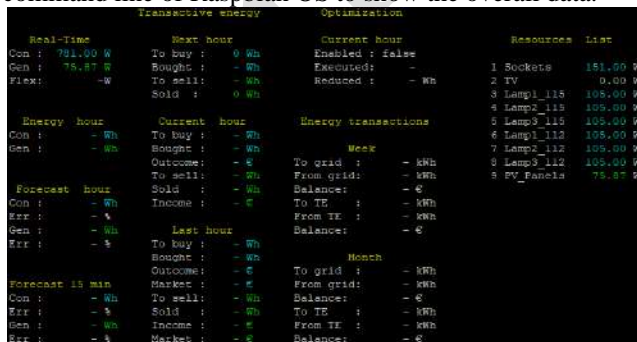 command line of Raspbian OS to show the overall data.
Transactive energy Optimization
Real-Time Next hour Current hour Resources List
Con : 781.00 W To buy : 0 Wh Enabled : false
Gen : 75.87 W Bought : - Wh Executed: - 1 Sockets 151.00 W
Flex: -W To sell: - Wh Reduced : - Wh 2 TV 0.00 W
Sold : 0 Wh 3 Lamp1_115 105.00 W
4 Lamp2_115 105.00 W
Energy hour Current hour Energy transactions 5 Lamp3_115 105.00 W
Con : - Wh To buy : - Wh 6 Lamp1_112 105.00 W
Gen : - Wh Bought : - Wh Week 7 Lamp2_112 105.00 W
Outcome: - € To grid : - kWh 8 Lamp3_112 105.00 W
To sell: - Wh From grid: - kWh 9 PV_Panels 75.87 W
Forecast hour Sold : - Wh Balance: - €
Con : - Wh Income : - € To TE : - kWh
Err : - % From TE : - kWh
Gen : - Wh Last hour Balance: - €
Err : - % To buy : - Wh
Bought : - Wh Month
Outcome: - € To grid : - kWh
Forecast 15 min Market : - € From grid: - kWh
Con : - Wh To sell: - Wh Balance: - €
Err : - % Sold : - Wh To TE : - kWh
Gen : - Wh Income : - € From TE : - kWh
Err : - % Market : - € Balance: - €